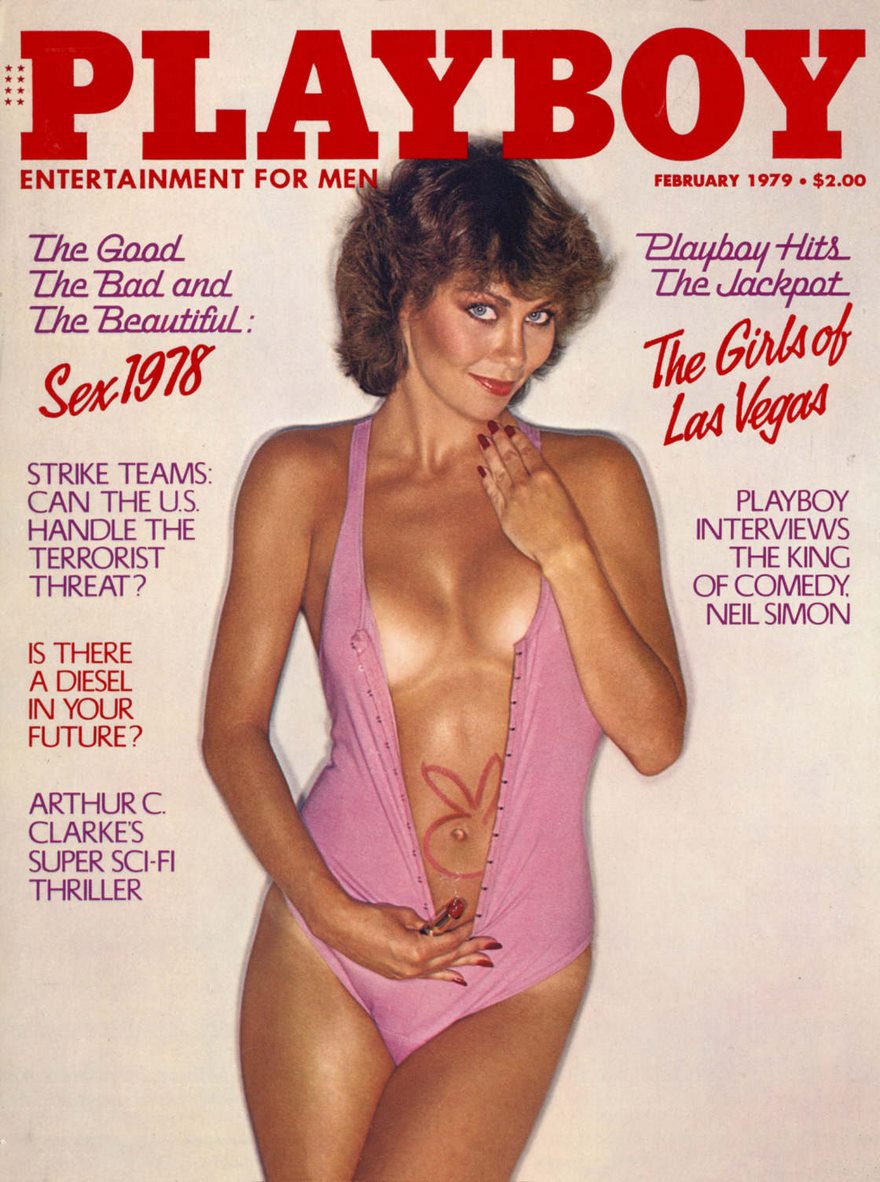 PLAYBOY
ENTERTAINMENT FOR MEN
FEBRUARY 1979 • $2.00
The Good
The Bad and
The Beautiful:
Sex 1978
STRIKE TEAMS:
CAN THE U.S.
HANDLE THE
TERRORIST
THREAT?
IS THERE
A DIESEL
IN YOUR
FUTURE?
ARTHUR C.
CLARKE'S
SUPER SCI-FI
THRILLER
Playboy Hits
The Jackpot
The Girls of
Las Vegas
PLAYBOY
INTERVIEWS
THE KING
OF COMEDY,
NEIL SIMON